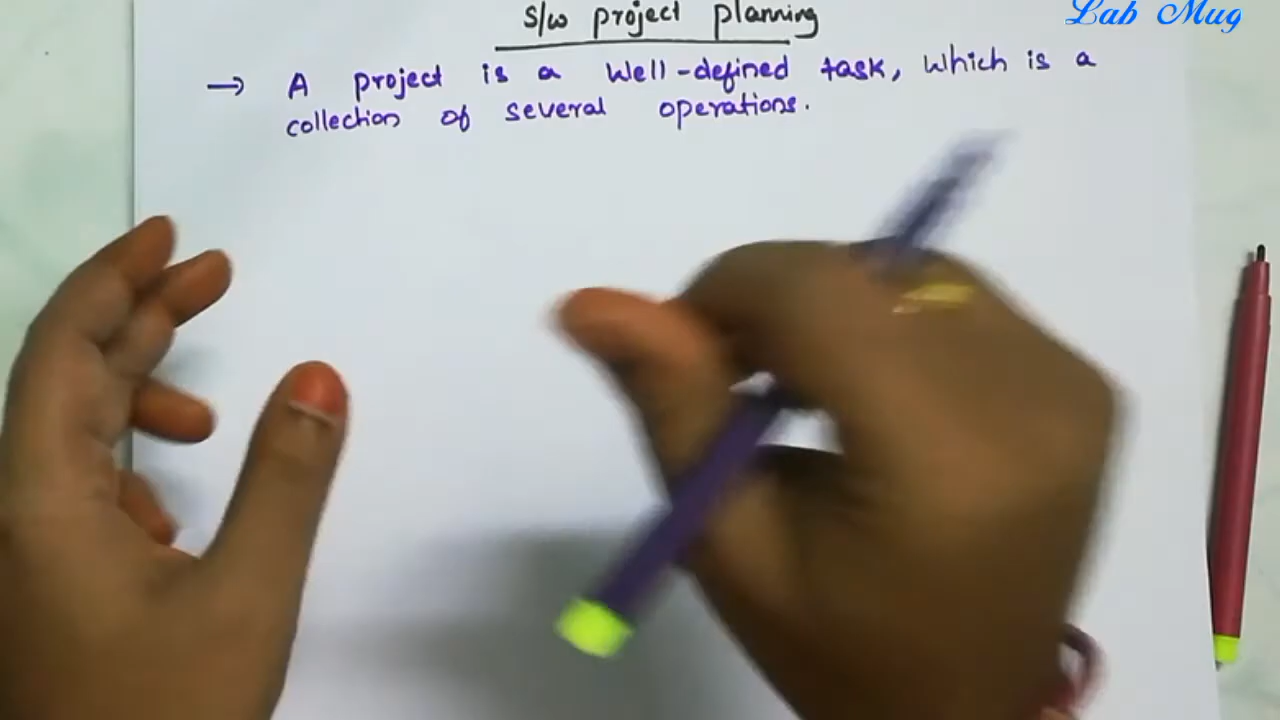 S/w project planning
Lab Mug
→ A project is a well-defined task, which is a
collection of several operations.